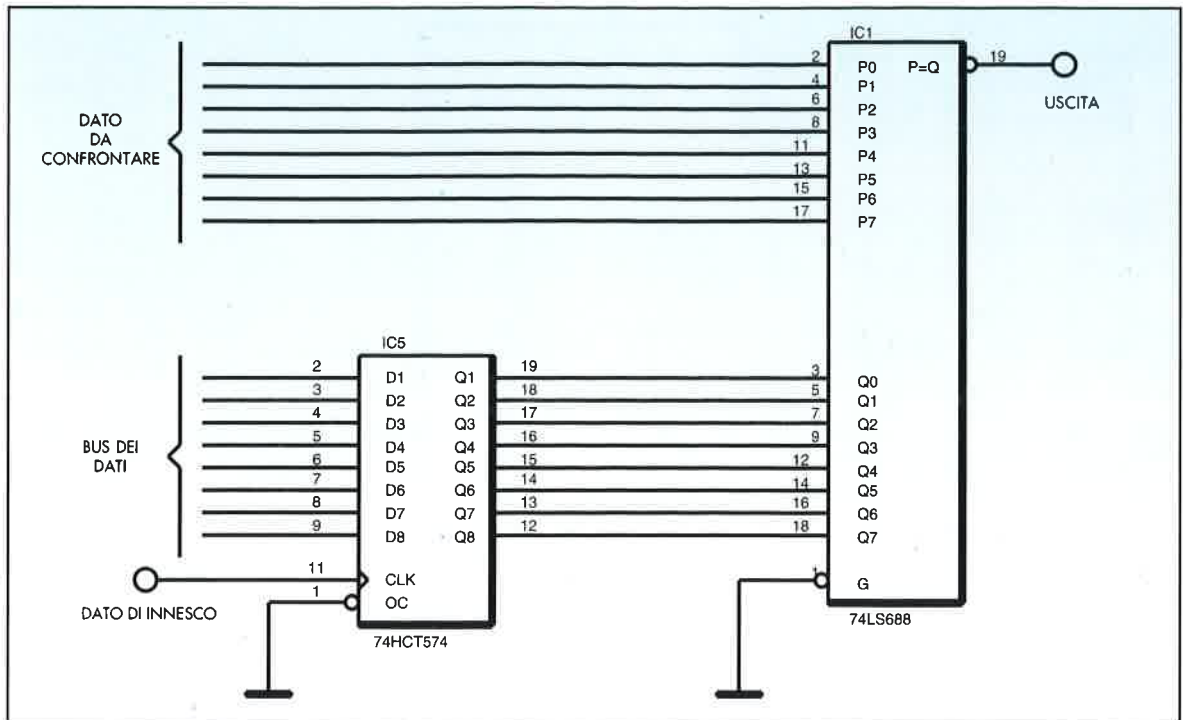 IC1
2 P0 P=Q 19
4 P1
6 P2
8 P3
11 P4
13 P5
15 P6
17 P7
USCITA
DATO
DA
CONFRONTARE
IC5
2 D1 Q1 19 3 Q0
3 D2 Q2 18 5 Q1
4 D3 Q3 17 7 Q2
5 D4 Q4 16 9 Q3
6 D5 Q5 15 12 Q4
7 D6 Q6 14 14 Q5
8 D7 Q7 13 16 Q6
9 D8 Q8 12 18 Q7
BUS DEI
DATI
11 CLK
1 OC
1 G
DATO DI INNESCO
74HCT574
74LS688